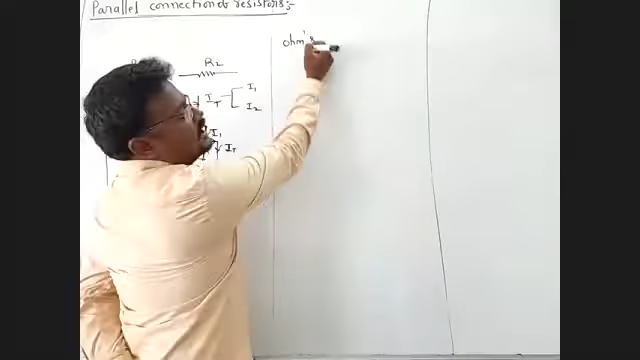 Parallel connection of resistors:-
R2
IT
I1
I2
I1
IT
ohm's